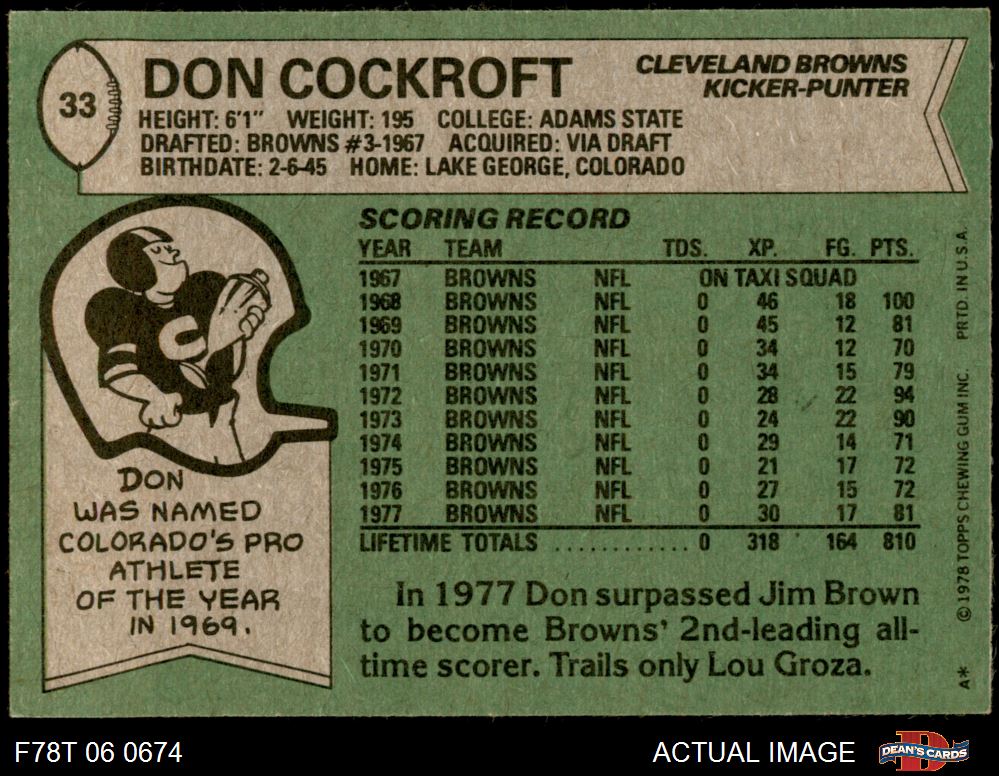 33
DON COCKROFT
CLEVELAND BROWNS
KICKER-PUNTER
HEIGHT: 6'1" WEIGHT: 195 COLLEGE: ADAMS STATE
DRAFTED: BROWNS #3-1967 ACQUIRED: VIA DRAFT
BIRTHDATE: 2-6-45 HOME: LAKE GEORGE, COLORADO
C
DON
WAS NAMED
COLORADO'S PRO
ATHLETE
OF THE YEAR
IN 1969.
SCORING RECORD
YEAR TEAM TDS. XP. FG. PTS.
1967 BROWNS NFL ON TAXI SQUAD
1968 BROWNS NFL 0 46 18 100
1969 BROWNS NFL 0 45 12 81
1970 BROWNS NFL 0 34 12 70
1971 BROWNS NFL 0 34 15 79
1972 BROWNS NFL 0 28 22 94
1973 BROWNS NFL 0 24 22 90
1974 BROWNS NFL 0 29 14 71
1975 BROWNS NFL 0 21 17 72
1976 BROWNS NFL 0 27 15 72
1977 BROWNS NFL 0 30 17 81
LIFETIME TOTALS ............ 0 318 164 810
In 1977 Don surpassed Jim Brown
to become Browns' 2nd-leading all-
time scorer. Trails only Lou Groza.
A* © 1978 TOPPS CHEWING GUM INC. PRTD. IN U.S.A.
F78T 06 0674
ACTUAL IMAGE
D
DEAN'S CARDS